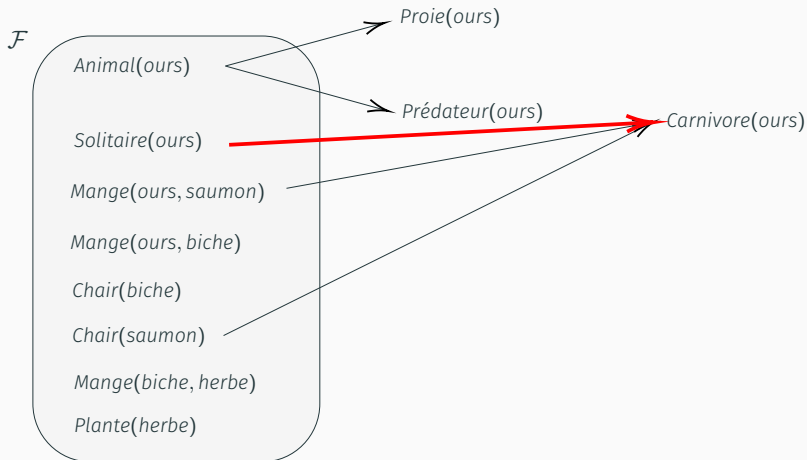 Proie(ours)
ℱ
Animal(ours)
Prédateur(ours)
Carnivore(ours)
Solitaire(ours)
Mange(ours, saumon)
Mange(ours, biche)
Chair(biche)
Chair(saumon)
Mange(biche, herbe)
Plante(herbe)